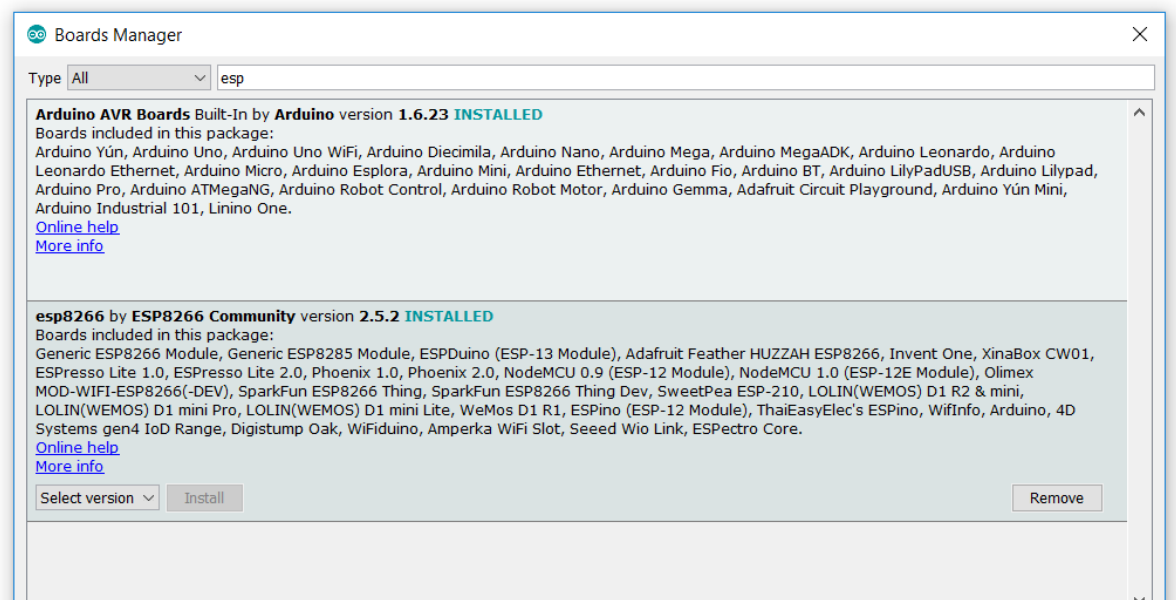 Boards Manager
Type All esp
Arduino AVR Boards Built-In by Arduino version 1.6.23 INSTALLED
Boards included in this package:
Arduino Yún, Arduino Uno, Arduino Uno WiFi, Arduino Diecimila, Arduino Nano, Arduino Mega, Arduino MegaADK, Arduino Leonardo, Arduino
Leonardo Ethernet, Arduino Micro, Arduino Esplora, Arduino Mini, Arduino Ethernet, Arduino Fio, Arduino BT, Arduino LilyPadUSB, Arduino Lilypad,
Arduino Pro, Arduino ATMegaNG, Arduino Robot Control, Arduino Robot Motor, Arduino Gemma, Adafruit Circuit Playground, Arduino Yún Mini,
Arduino Industrial 101, Linino One.
Online help
More info
esp8266 by ESP8266 Community version 2.5.2 INSTALLED
Boards included in this package:
Generic ESP8266 Module, Generic ESP8285 Module, ESPDuino (ESP-13 Module), Adafruit Feather HUZZAH ESP8266, Invent One, XinaBox CW01,
ESPresso Lite 1.0, ESPresso Lite 2.0, Phoenix 1.0, Phoenix 2.0, NodeMCU 0.9 (ESP-12 Module), NodeMCU 1.0 (ESP-12E Module), Olimex
MOD-WIFI-ESP8266(-DEV), SparkFun ESP8266 Thing, SparkFun ESP8266 Thing Dev, SweetPea ESP-210, LOLIN(WEMOS) D1 R2 & mini,
LOLIN(WEMOS) D1 mini Pro, LOLIN(WEMOS) D1 mini Lite, WeMos D1 R1, ESPino (ESP-12 Module), ThaiEasyElec's ESPino, WifInfo, Arduino, 4D
Systems gen4 IoD Range, Digistump Oak, WiFiduino, Amperka WiFi Slot, Seeed Wio Link, ESPectro Core.
Online help
More info
Select version Install Remove